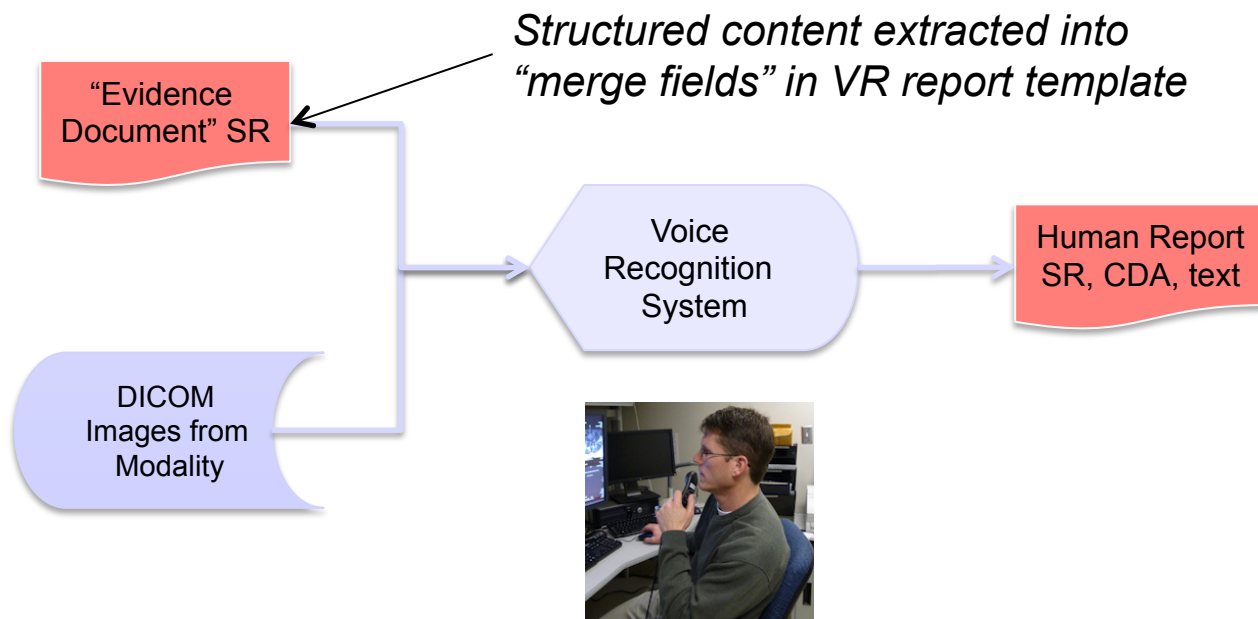 Structured content extracted into
“merge fields” in VR report template
“Evidence
Document” SR
Voice
Recognition
System
Human Report
SR, CDA, text
DICOM
Images from
Modality